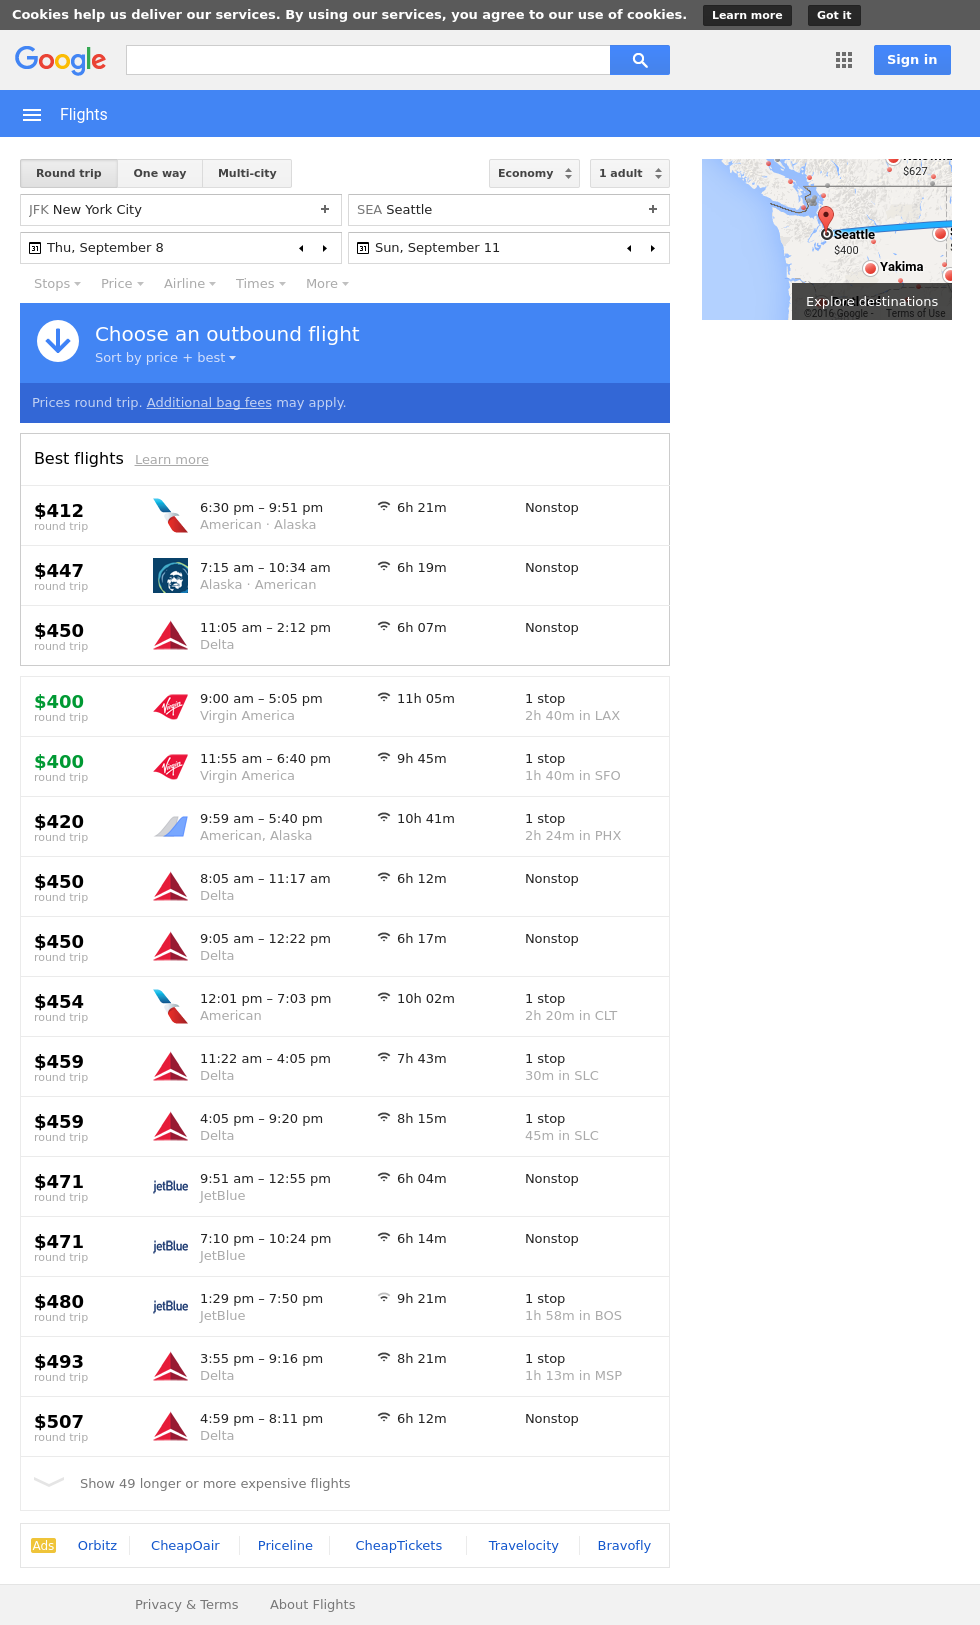 Cookies help us deliver our services. By using our services, you agree to our use of cookies. Learn more Got it
Google Sign in
Flights
Round trip One way Multi-city Economy 1 adult
JFK New York City + SEA Seattle +
31 Thu, September 8 31 Sun, September 11
Stops Price Airline Times More
$627
Seattle
$400
Yakima
Explore destinations
©2016 Google - Terms of Use
Choose an outbound flight
Sort by price + best
Prices round trip. Additional bag fees may apply.
Best flights Learn more
$412 6:30 pm – 9:51 pm 6h 21m Nonstop
round trip American · Alaska
$447 7:15 am – 10:34 am 6h 19m Nonstop
round trip Alaska · American
$450 11:05 am – 2:12 pm 6h 07m Nonstop
round trip Delta
$400 9:00 am – 5:05 pm 11h 05m 1 stop
round trip Virgin Virgin America 2h 40m in LAX
$400 11:55 am – 6:40 pm 9h 45m 1 stop
round trip Virgin Virgin America 1h 40m in SFO
$420 9:59 am – 5:40 pm 10h 41m 1 stop
round trip American, Alaska 2h 24m in PHX
$450 8:05 am – 11:17 am 6h 12m Nonstop
round trip Delta
$450 9:05 am – 12:22 pm 6h 17m Nonstop
round trip Delta
$454 12:01 pm – 7:03 pm 10h 02m 1 stop
round trip American 2h 20m in CLT
$459 11:22 am – 4:05 pm 7h 43m 1 stop
round trip Delta 30m in SLC
$459 4:05 pm – 9:20 pm 8h 15m 1 stop
round trip Delta 45m in SLC
$471 jetBlue 9:51 am – 12:55 pm 6h 04m Nonstop
round trip JetBlue
$471 jetBlue 7:10 pm – 10:24 pm 6h 14m Nonstop
round trip JetBlue
$480 jetBlue 1:29 pm – 7:50 pm 9h 21m 1 stop
round trip JetBlue 1h 58m in BOS
$493 3:55 pm – 9:16 pm 8h 21m 1 stop
round trip Delta 1h 13m in MSP
$507 4:59 pm – 8:11 pm 6h 12m Nonstop
round trip Delta
Show 49 longer or more expensive flights
Ads Orbitz CheapOair Priceline CheapTickets Travelocity Bravofly
Privacy & Terms About Flights